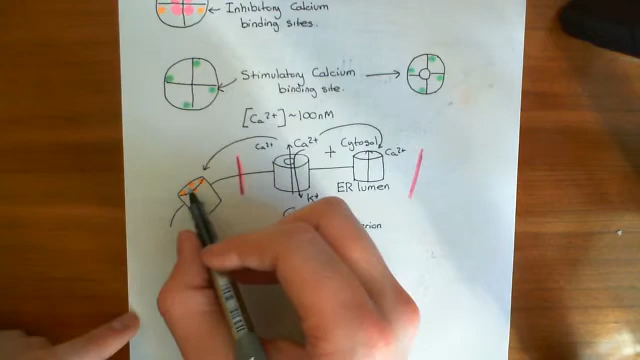 Inhibitory Calcium
binding sites.
Stimulatory Calcium
binding site.
[Ca²⁺]~100nM
Ca²⁺ Ca²⁺ + Cytosol Ca²⁺
ER lumen
K⁺